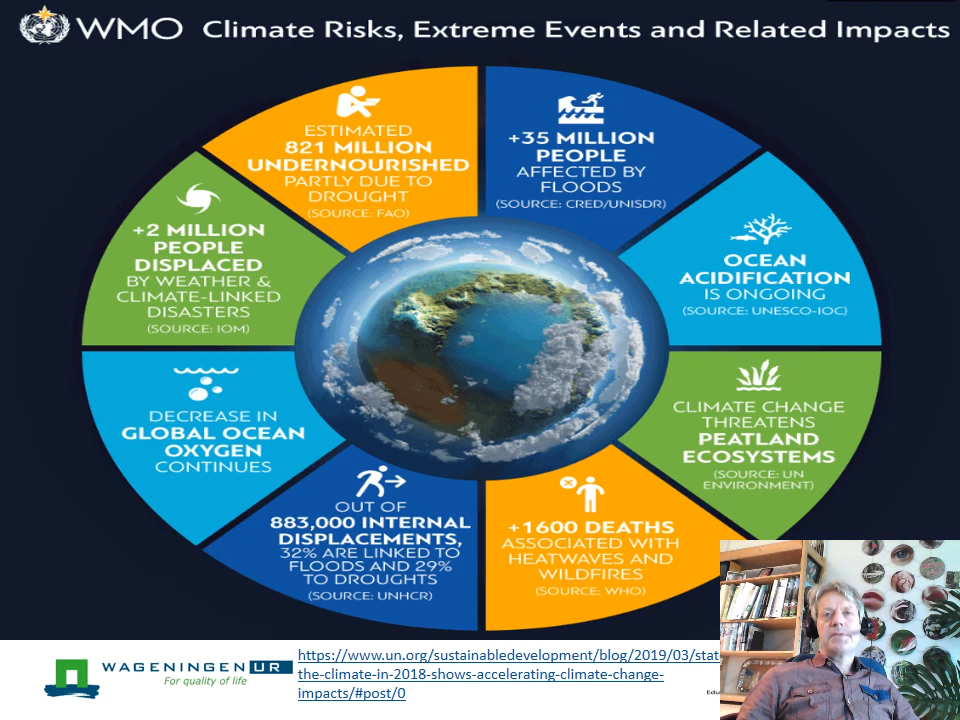 WMO Climate Risks, Extreme Events and Related Impacts
ESTIMATED
821 MILLION
UNDERNOURISHED
PARTLY DUE TO
DROUGHT
(SOURCE: FAO)
+35 MILLION
PEOPLE
AFFECTED BY
FLOODS
(SOURCE: CRED/UNISDR)
+2 MILLION
PEOPLE
DISPLACED
BY WEATHER &
CLIMATE-LINKED
DISASTERS
(SOURCE: IOM)
OCEAN
ACIDIFICATION
IS ONGOING
(SOURCE: UNESCO-IOC)
DECREASE IN
GLOBAL OCEAN
OXYGEN
CONTINUES
CLIMATE CHANGE
THREATENS
PEATLAND
ECOSYSTEMS
(SOURCE: UN
ENVIRONMENT)
OUT OF
883,000 INTERNAL
DISPLACEMENTS,
32% ARE LINKED TO
FLOODS AND 29%
TO DROUGHTS
(SOURCE: UNHCR)
+1600 DEATHS
ASSOCIATED WITH
HEATWAVES AND
WILDFIRES
(SOURCE: WHO)
WAGENINGEN UR
For quality of life
https://www.un.org/sustainabledevelopment/blog/2019/03/stat
the-climate-in-2018-shows-accelerating-climate-change-
impacts/#post/0